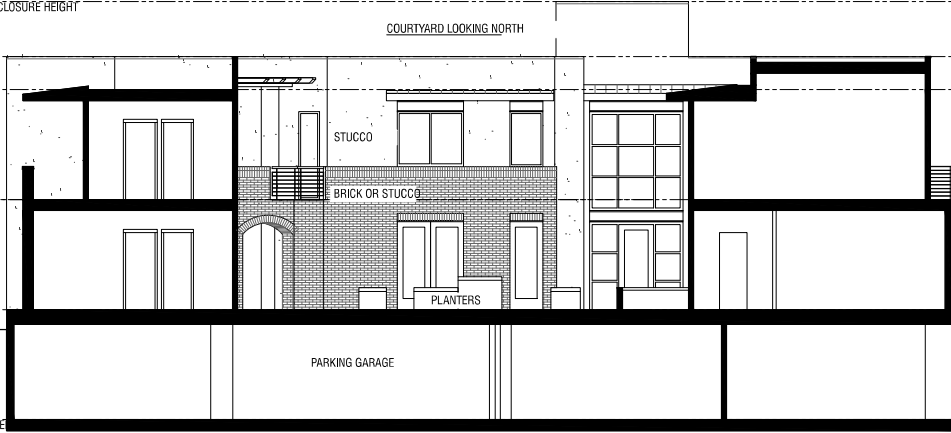 CLOSURE HEIGHT
COURTYARD LOOKING NORTH
STUCCO
BRICK OR STUCCO
PLANTERS
PARKING GARAGE
E